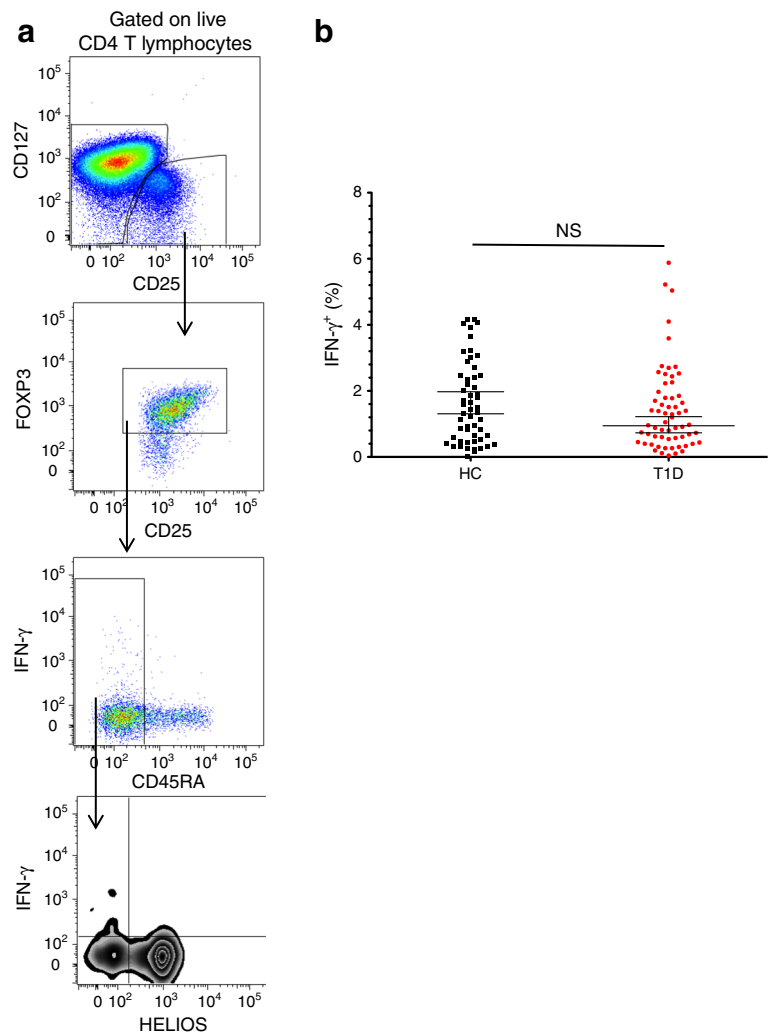 a
Gated on live
CD4 T lymphocytes
10⁵
10⁴
10³
10²
0
CD127
0 10² 10³ 10⁴ 10⁵
CD25
10⁵
10⁴
10³
10²
0
FOXP3
0 10² 10³ 10⁴ 10⁵
CD25
10⁵
10⁴
10³
10²
0
IFN-γ
0 10² 10³ 10⁴ 10⁵
CD45RA
10⁵
10⁴
10³
10²
0
IFN-γ
0 10² 10³ 10⁴ 10⁵
HELIOS
b
8
6
4
2
0
IFN-γ⁺ (%)
NS
HC T1D